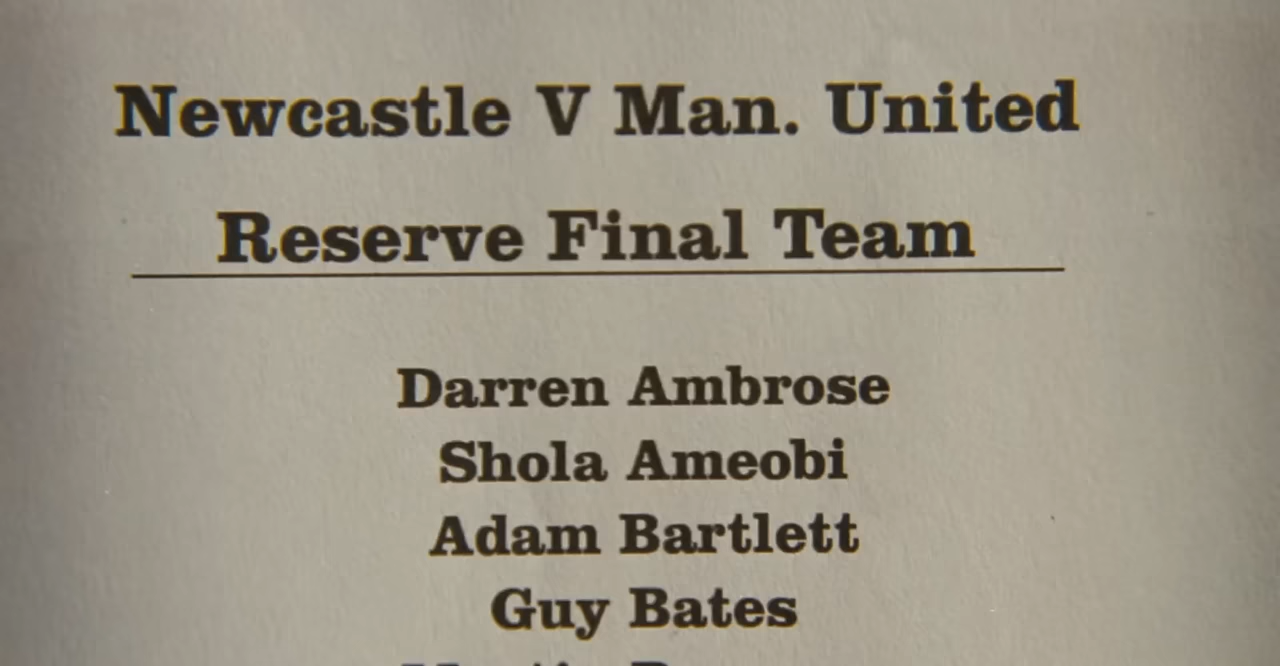 Newcastle V Man. United
Reserve Final Team
Darren Ambrose
Shola Ameobi
Adam Bartlett
Guy Bates